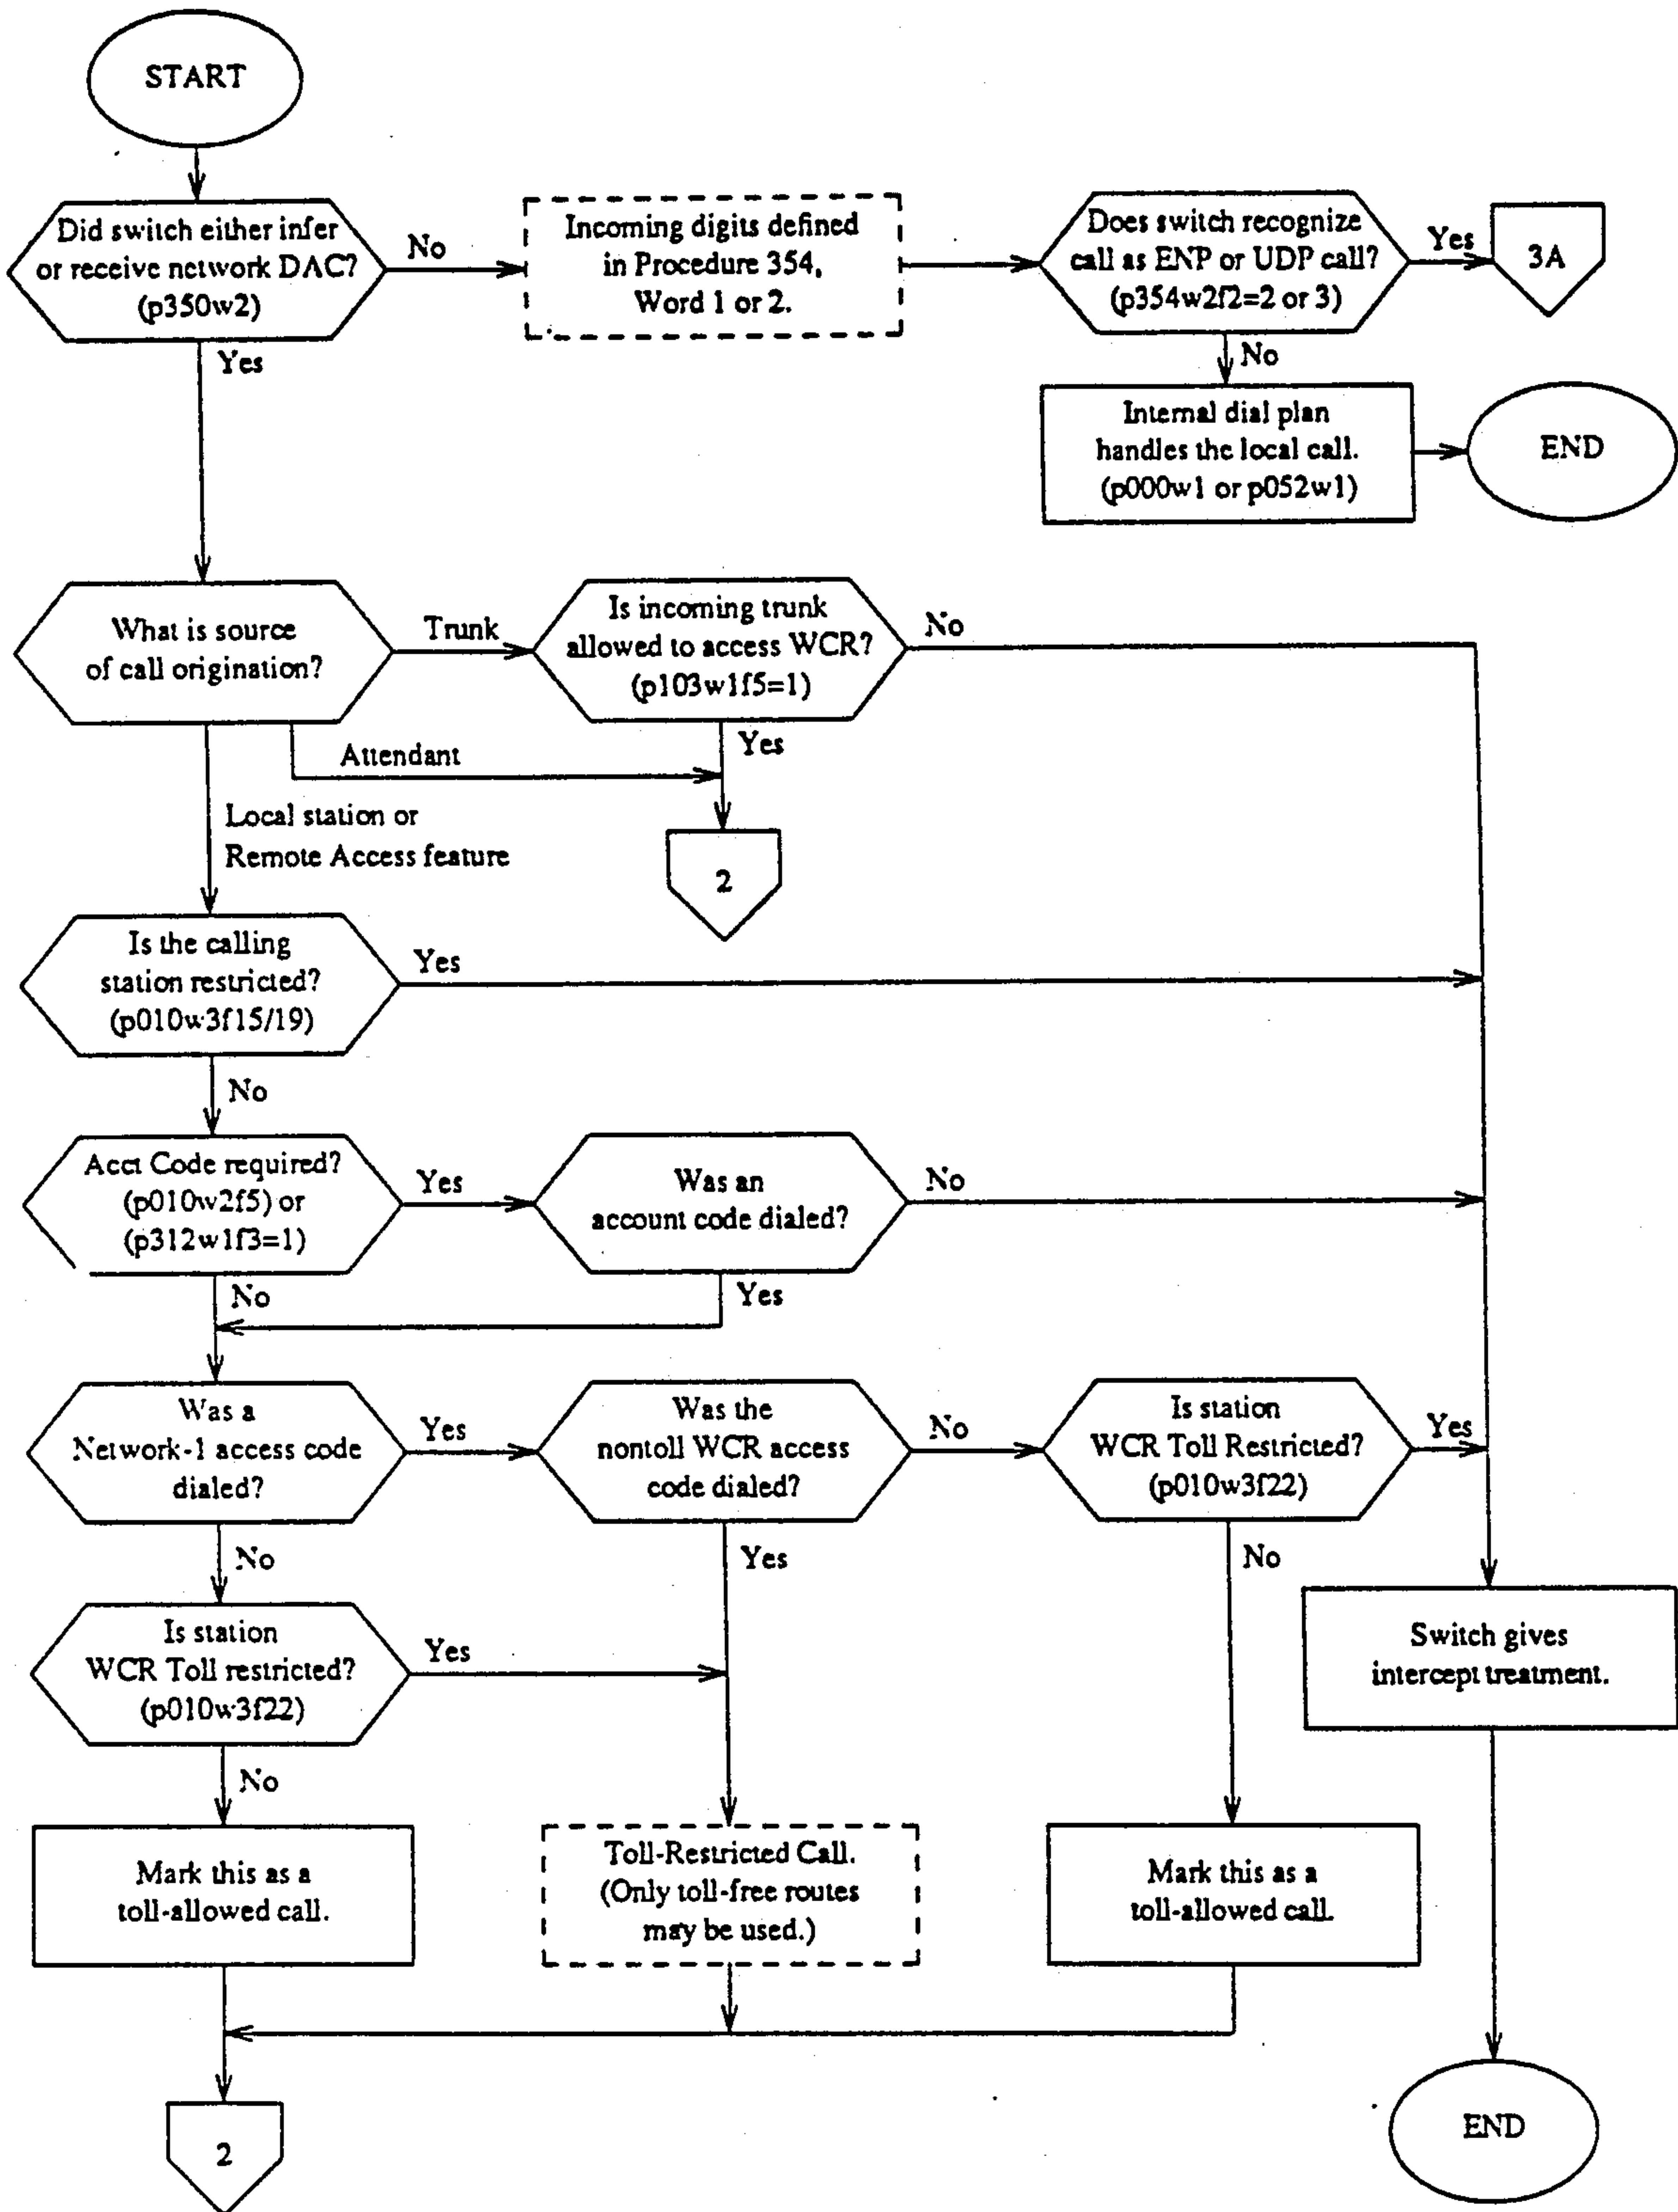 START
Did switch either infer
or receive network DAC?
(p350w2)
No
Incoming digits defined
in Procedure 354,
Word 1 or 2.
Does switch recognize
call as ENP or UDP call?
(p354w2f2=2 or 3)
Yes
3A
Yes
No
Internal dial plan
handles the local call.
(p000w1 or p052w1)
END
What is source
of call origination?
Trunk
Is incoming trunk
allowed to access WCR?
(p103w1f5=1)
No
Attendant
Yes
Local station or
Remote Access feature
2
Is the calling
station restricted?
(p010w3f15/19)
Yes
No
Acct Code required?
(p010w2f5) or
(p312w1f3=1)
Yes
Was an
account code dialed?
No
No
Yes
Was a
Network-1 access code
dialed?
Yes
Was the
nontoll WCR access
code dialed?
No
Is station
WCR Toll Restricted?
(p010w3f22)
Yes
No
Yes
No
Is station
WCR Toll restricted?
(p010w3f22)
Yes
Switch gives
intercept treatment.
No
Mark this as a
toll-allowed call.
Toll-Restricted Call.
(Only toll-free routes
may be used.)
Mark this as a
toll-allowed call.
2
END